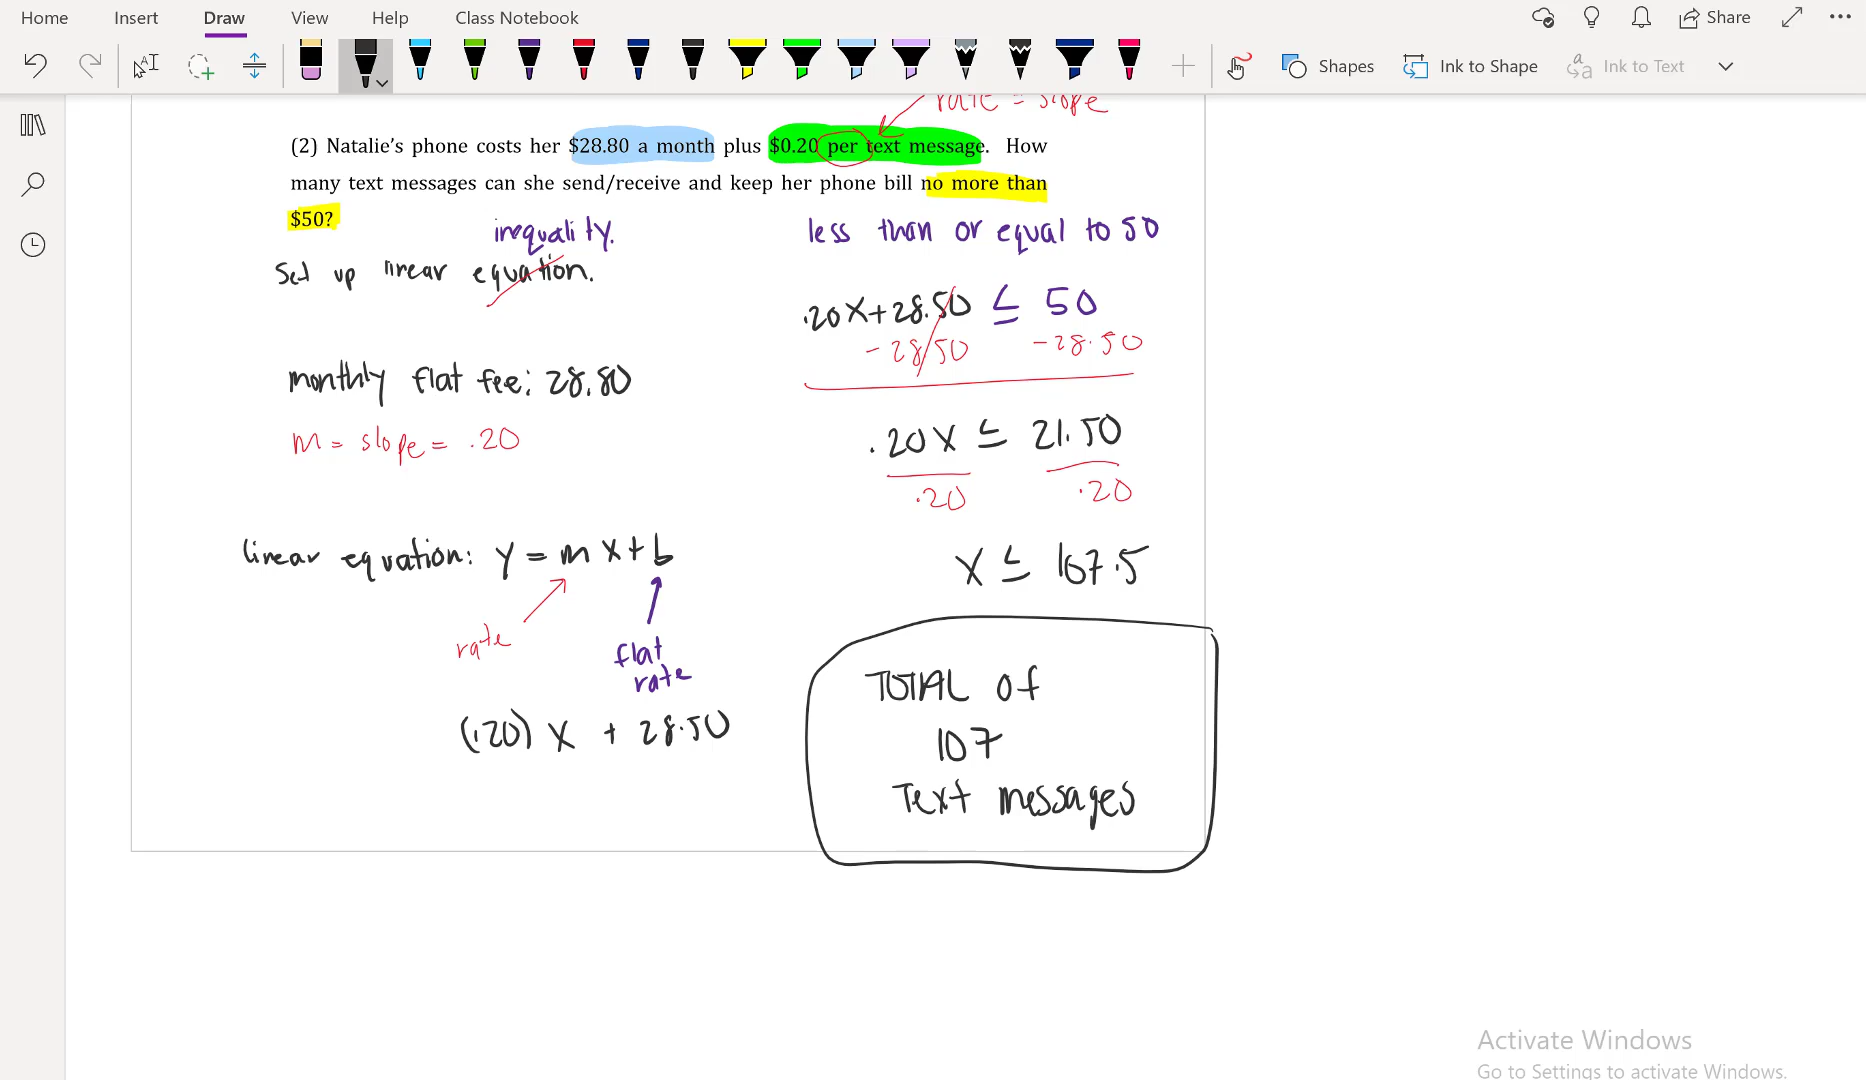 Home Insert Draw View Help Class Notebook Share
Shapes Ink to Shape Ink to Text
rate = slope
(2) Natalie's phone costs her $28.80 a month plus $0.20 per text message. How
many text messages can she send/receive and keep her phone bill no more than
$50?
inequality.
Set up linear equation.
monthly flat fee: 28.80
m = slope = .20
linear equation: y = m x + b
rate
flat
rate
(.20) x + 28.50
less than or equal to 50
.20x + 28.50 ≤ 50
- 28.50 - 28.50
.20x ≤ 21.50
.20 .20
x ≤ 107.5
TOTAL of
107
Text messages
Activate Windows
Go to Settings to activate Windows.